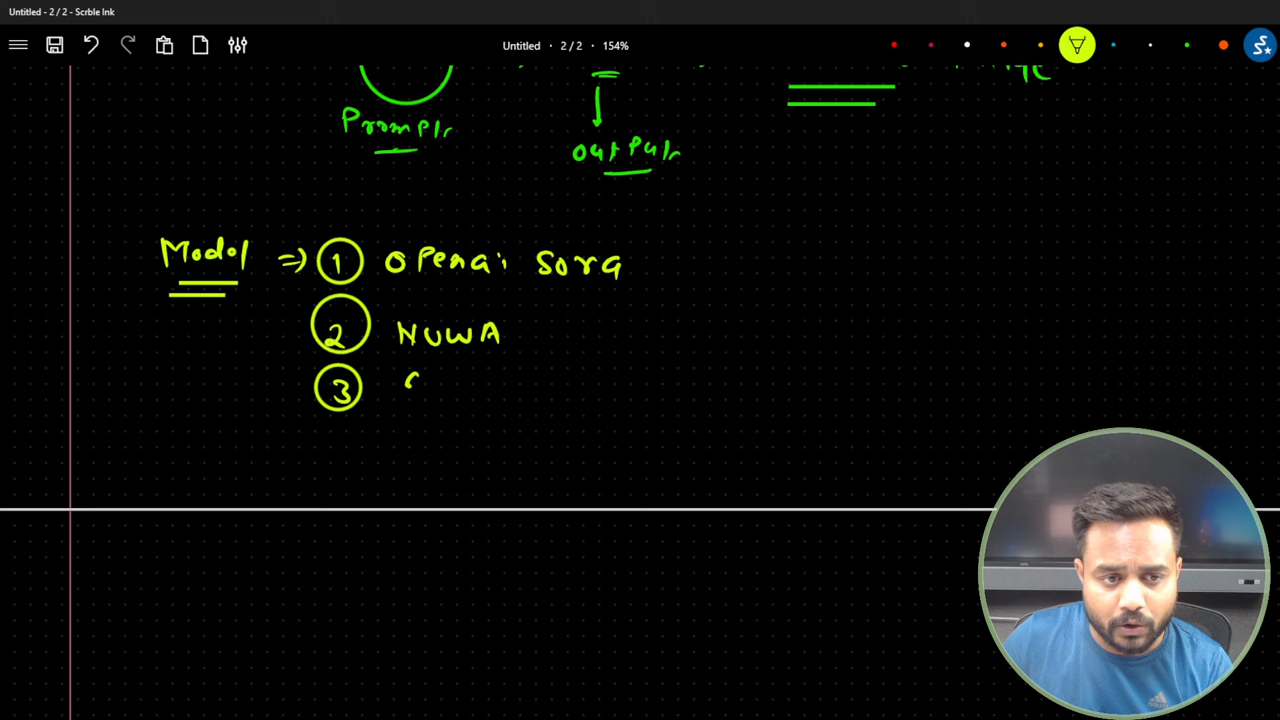 Untitled - 2 / 2 - Scrble Ink
Untitled • 2 / 2 • 154%
Prompt
output
Model => 1 openai Sora
2 NUWA
3